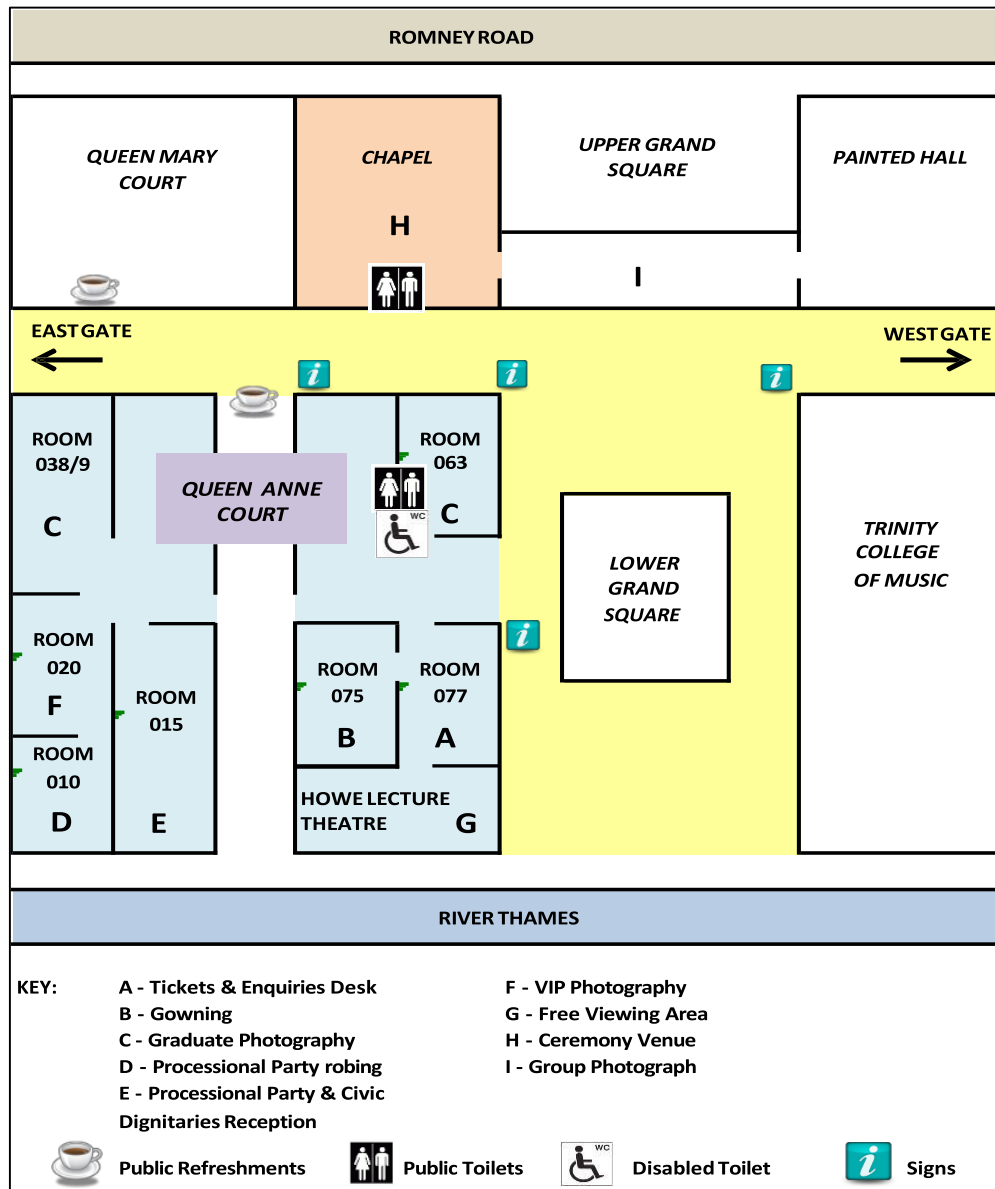 ROMNEY ROAD
QUEEN MARY
COURT
CHAPEL
H
UPPER GRAND
SQUARE
I
PAINTED HALL
EAST GATE
WEST GATE
i
i
i
ROOM
038/9
C
QUEEN ANNE
COURT
ROOM
063
C
WC
LOWER
GRAND
SQUARE
TRINITY
COLLEGE
OF MUSIC
i
ROOM
020
F
ROOM
015
E
ROOM
010
D
ROOM
075
B
ROOM
077
A
HOWE LECTURE
THEATRE
G
RIVER THAMES
KEY:
A - Tickets & Enquiries Desk
B - Gowning
C - Graduate Photography
D - Processional Party robing
E - Processional Party & Civic
Dignitaries Reception
F - VIP Photography
G - Free Viewing Area
H - Ceremony Venue
I - Group Photograph
Public Refreshments
Public Toilets
WC
Disabled Toilet
i
Signs